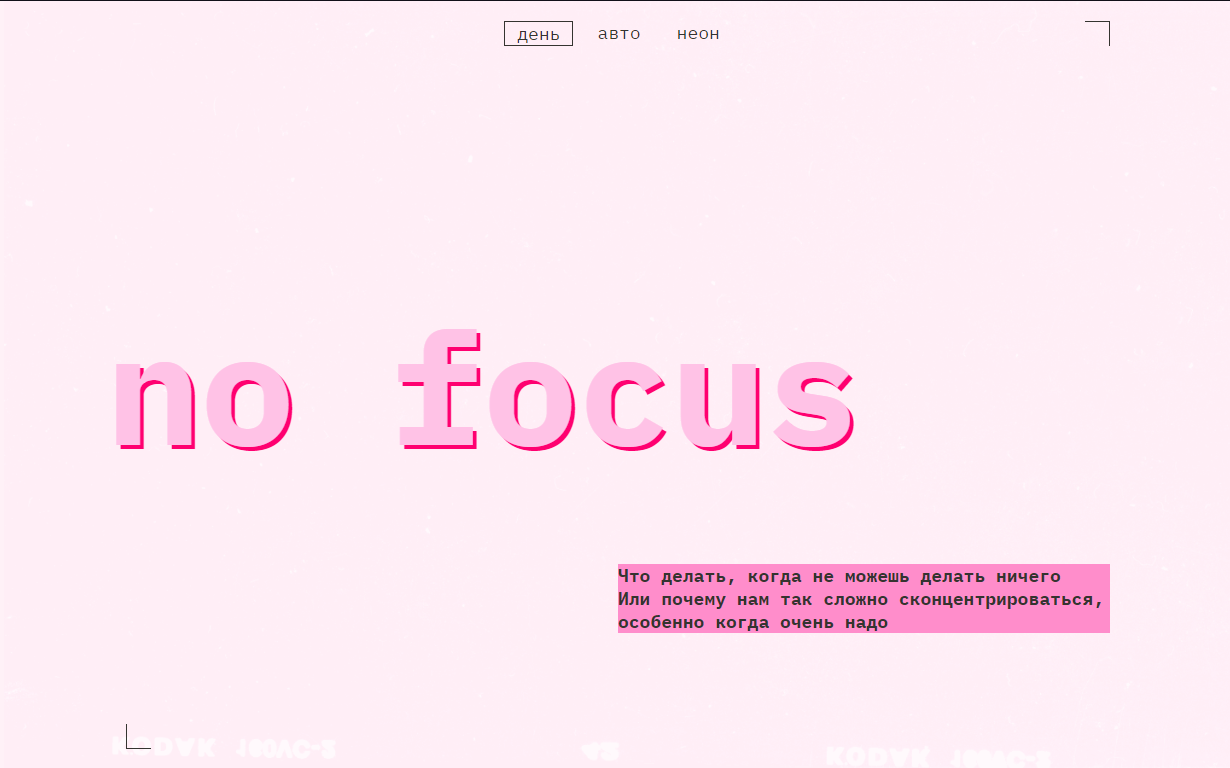 день авто неон
no focus
Что делать, когда не можешь делать ничего
Или почему нам так сложно сконцентрироваться,
особенно когда очень надо
KODAK 160VC-2 KODAK 160VC-2